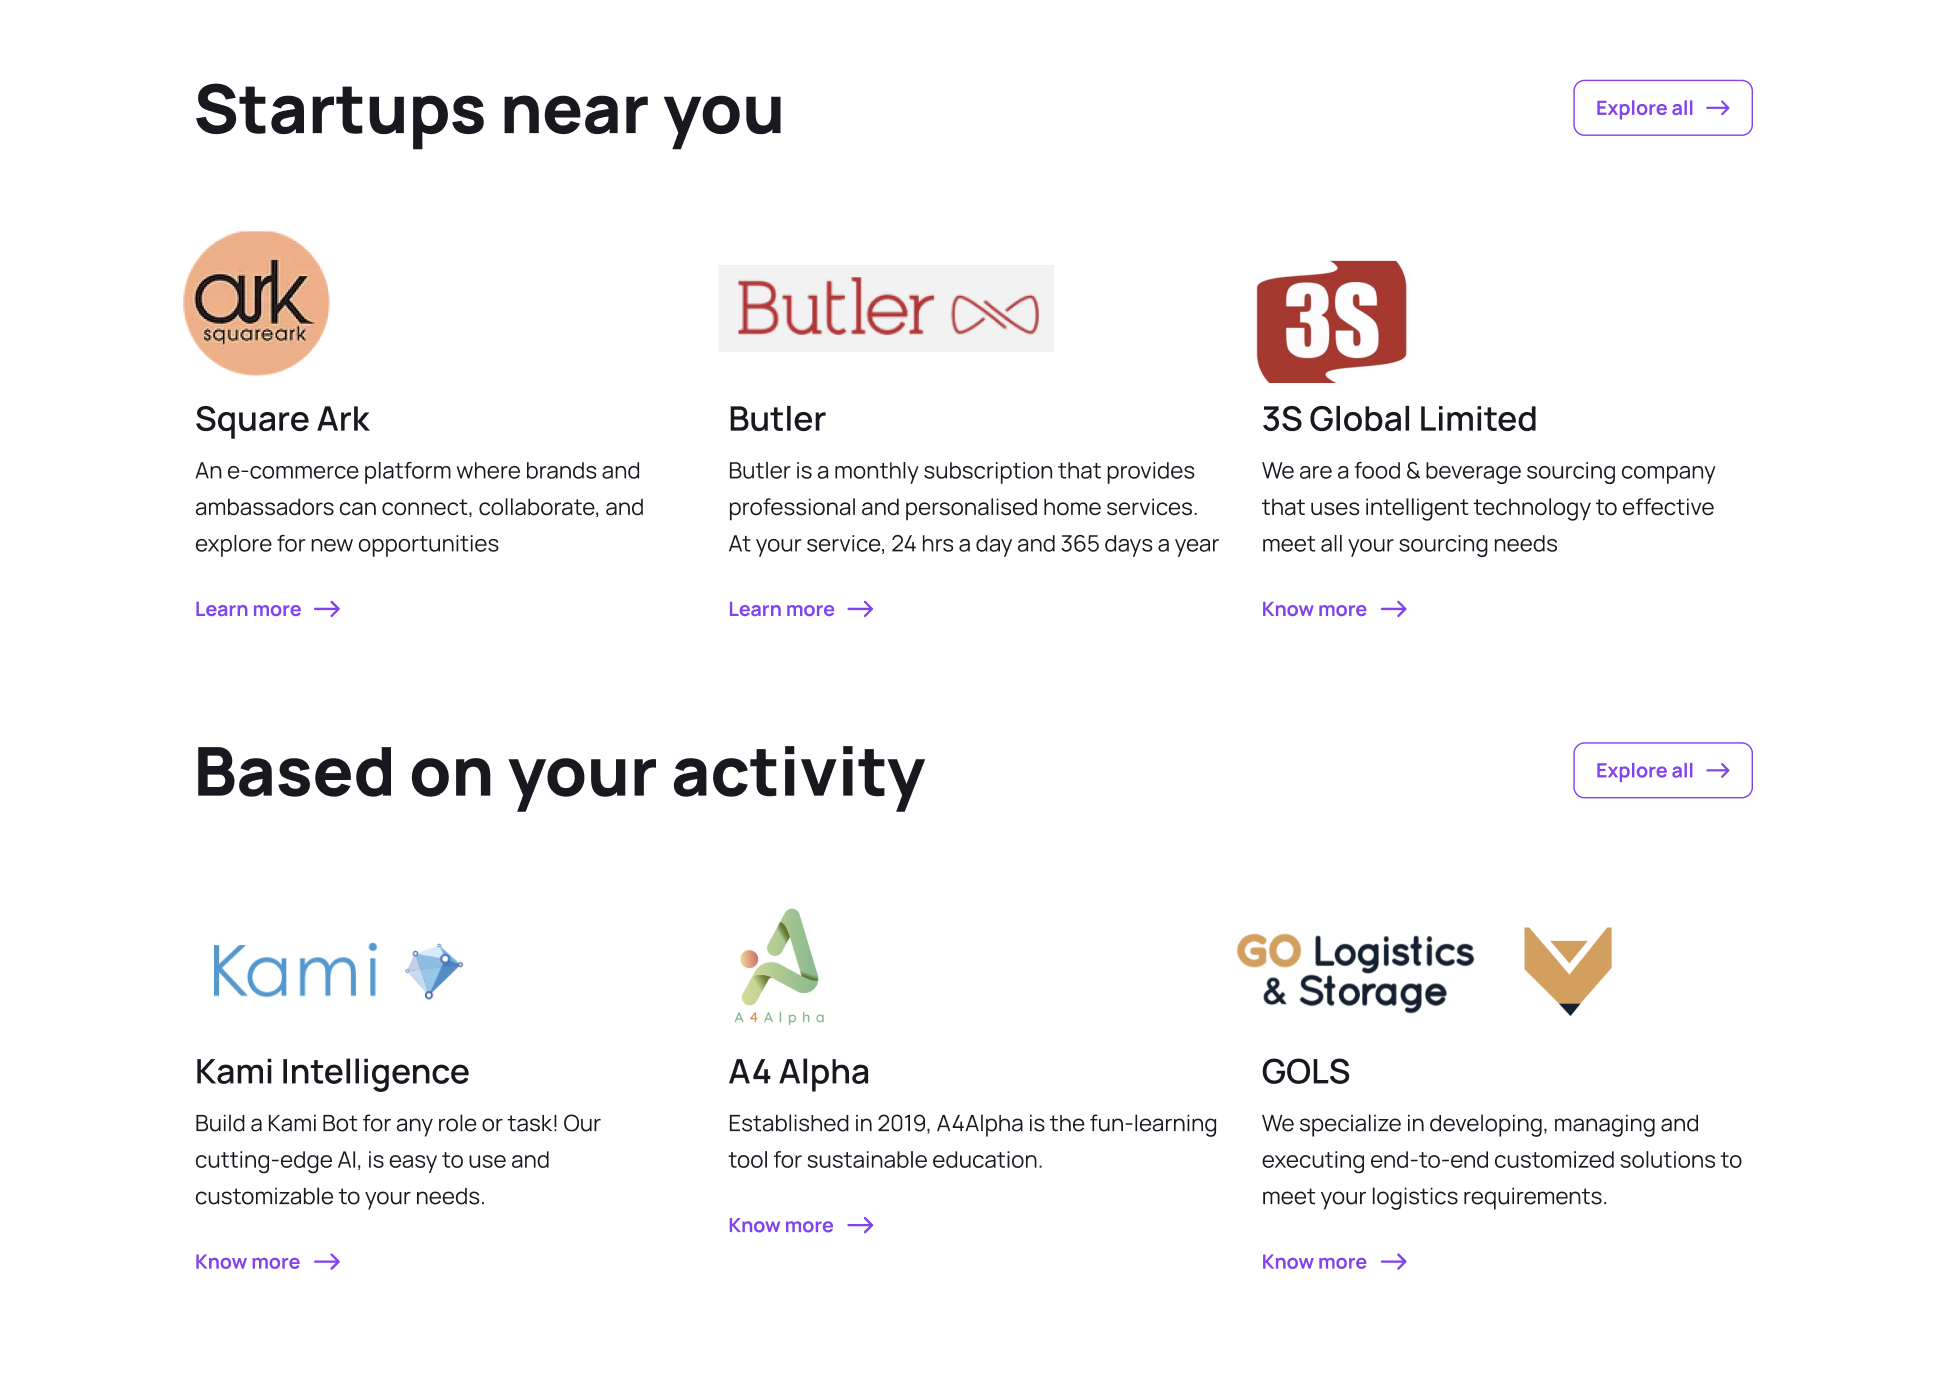 Startups near you
Explore all
ark
squareark
Butler
3S
Square Ark
An e-commerce platform where brands and
ambassadors can connect, collaborate, and
explore for new opportunities
Learn more
Butler
Butler is a monthly subscription that provides
professional and personalised home services.
At your service, 24 hrs a day and 365 days a year
Learn more
3S Global Limited
We are a food & beverage sourcing company
that uses intelligent technology to effective
meet all your sourcing needs
Know more
Based on your activity
Explore all
Kami
A4Alpha
GO Logistics
& Storage
Kami Intelligence
Build a Kami Bot for any role or task! Our
cutting-edge AI, is easy to use and
customizable to your needs.
Know more
A4 Alpha
Established in 2019, A4Alpha is the fun-learning
tool for sustainable education.
Know more
GOLS
We specialize in developing, managing and
executing end-to-end customized solutions to
meet your logistics requirements.
Know more